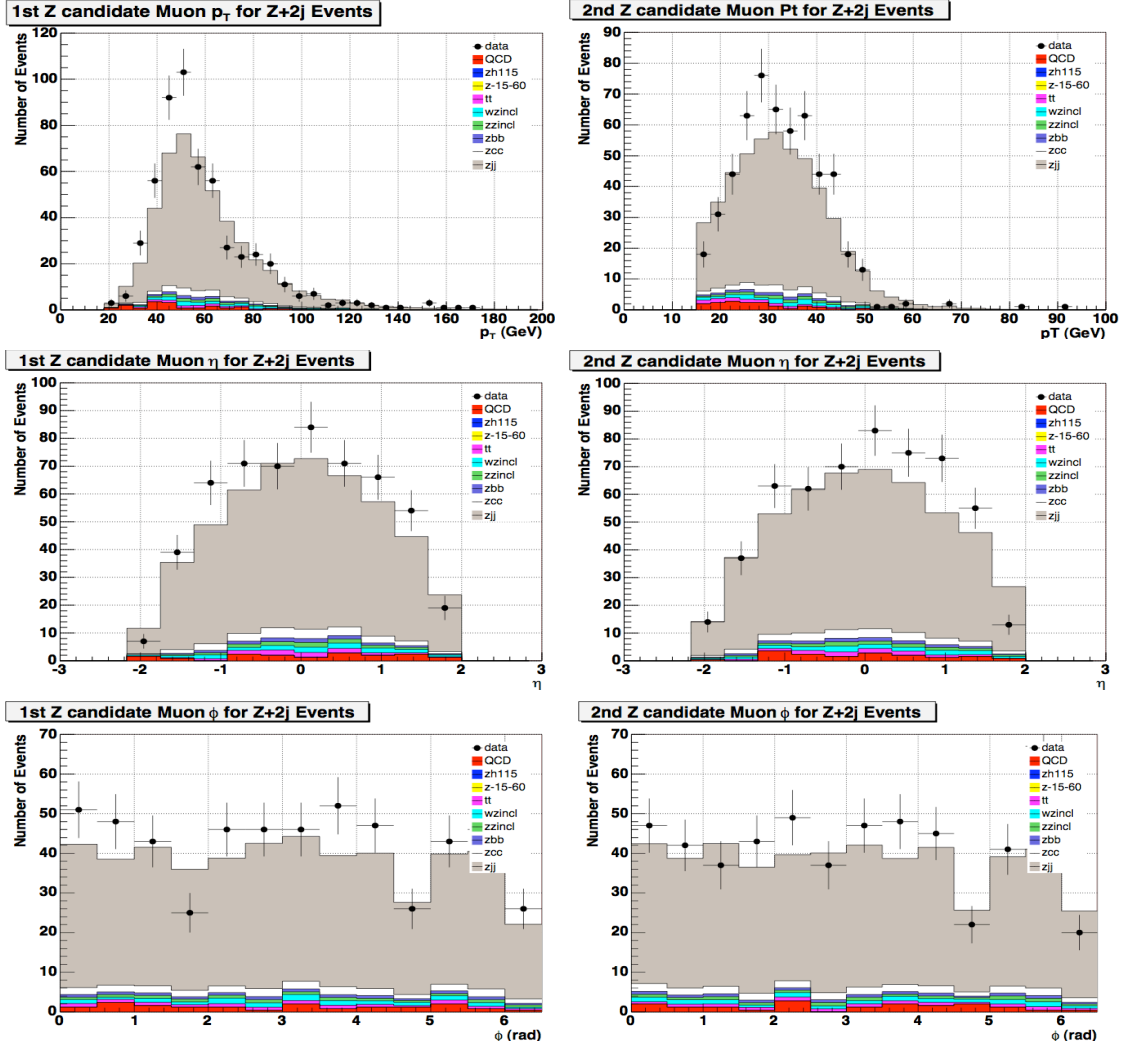 1st Z candidate Muon pT for Z+2j Events
Number of Events
120
100
80
60
40
20
0
0 20 40 60 80 100 120 140 160 180 200
pT (GeV)
data
QCD
zh115
z-15-60
tt
wzincl
zzincl
zbb
zcc
zjj
2nd Z candidate Muon Pt for Z+2j Events
Number of Events
90
80
70
60
50
40
30
20
10
0
0 10 20 30 40 50 60 70 80 90 100
pT (GeV)
data
QCD
zh115
z-15-60
tt
wzincl
zzincl
zbb
zcc
zjj
1st Z candidate Muon η for Z+2j Events
Number of Events
100
90
80
70
60
50
40
30
20
10
0
-3 -2 -1 0 1 2 3
η
data
QCD
zh115
z-15-60
tt
wzincl
zzincl
zbb
zcc
zjj
2nd Z candidate Muon η for Z+2j Events
Number of Events
100
90
80
70
60
50
40
30
20
10
0
-3 -2 -1 0 1 2 3
η
data
QCD
zh115
z-15-60
tt
wzincl
zzincl
zbb
zcc
zjj
1st Z candidate Muon ϕ for Z+2j Events
Number of Events
70
60
50
40
30
20
10
0
0 1 2 3 4 5 6
ϕ (rad)
data
QCD
zh115
z-15-60
tt
wzincl
zzincl
zbb
zcc
zjj
2nd Z candidate Muon ϕ for Z+2j Events
Number of Events
70
60
50
40
30
20
10
0
0 1 2 3 4 5 6
ϕ (rad)
data
QCD
zh115
z-15-60
tt
wzincl
zzincl
zbb
zcc
zjj